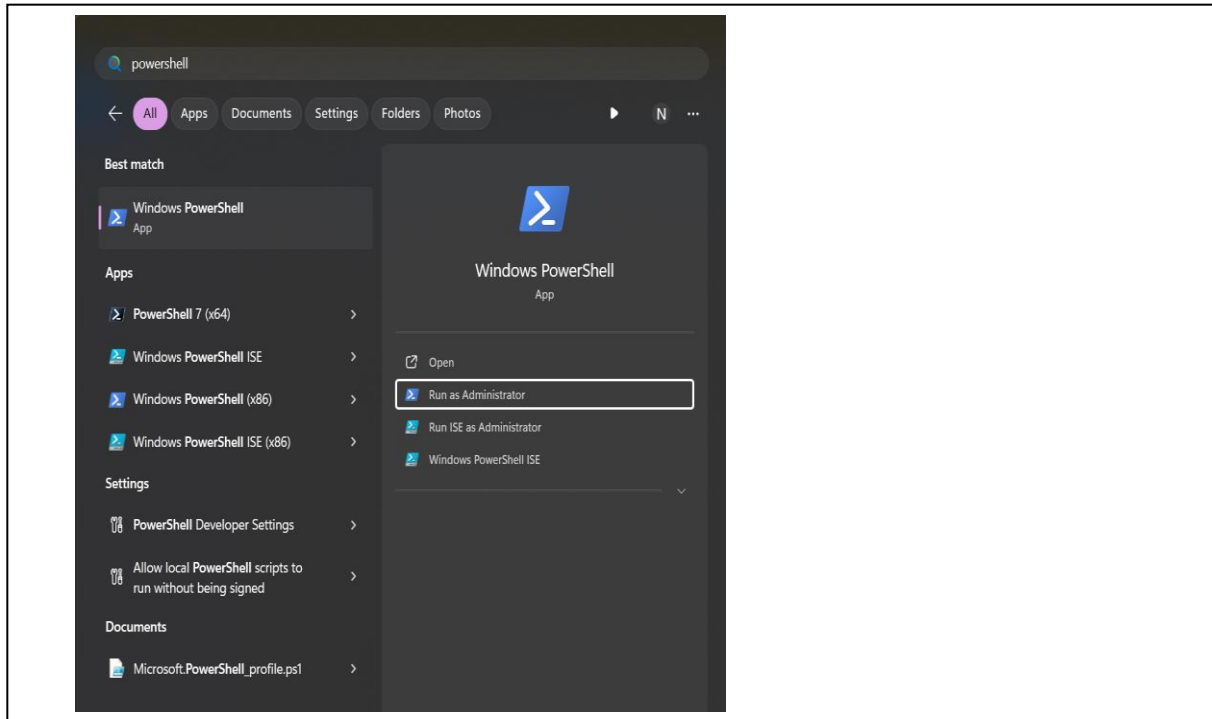 powershell
All Apps Documents Settings Folders Photos N ...
Best match
Windows PowerShell
App
Apps
PowerShell 7 (x64)
Windows PowerShell ISE
Windows PowerShell (x86)
Windows PowerShell ISE (x86)
Settings
PowerShell Developer Settings
Allow local PowerShell scripts to
run without being signed
Documents
Microsoft.PowerShell_profile.ps1
Windows PowerShell
App
Open
Run as Administrator
Run ISE as Administrator
Windows PowerShell ISE